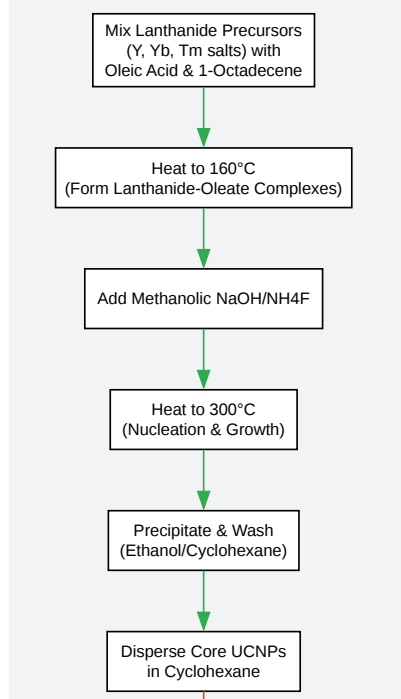 Mix Lanthanide Precursors
(Y, Yb, Tm salts) with
Oleic Acid & 1-Octadecene
Heat to 160°C
(Form Lanthanide-Oleate Complexes)
Add Methanolic NaOH/NH4F
Heat to 300°C
(Nucleation & Growth)
Precipitate & Wash
(Ethanol/Cyclohexane)
Disperse Core UCNPs
in Cyclohexane